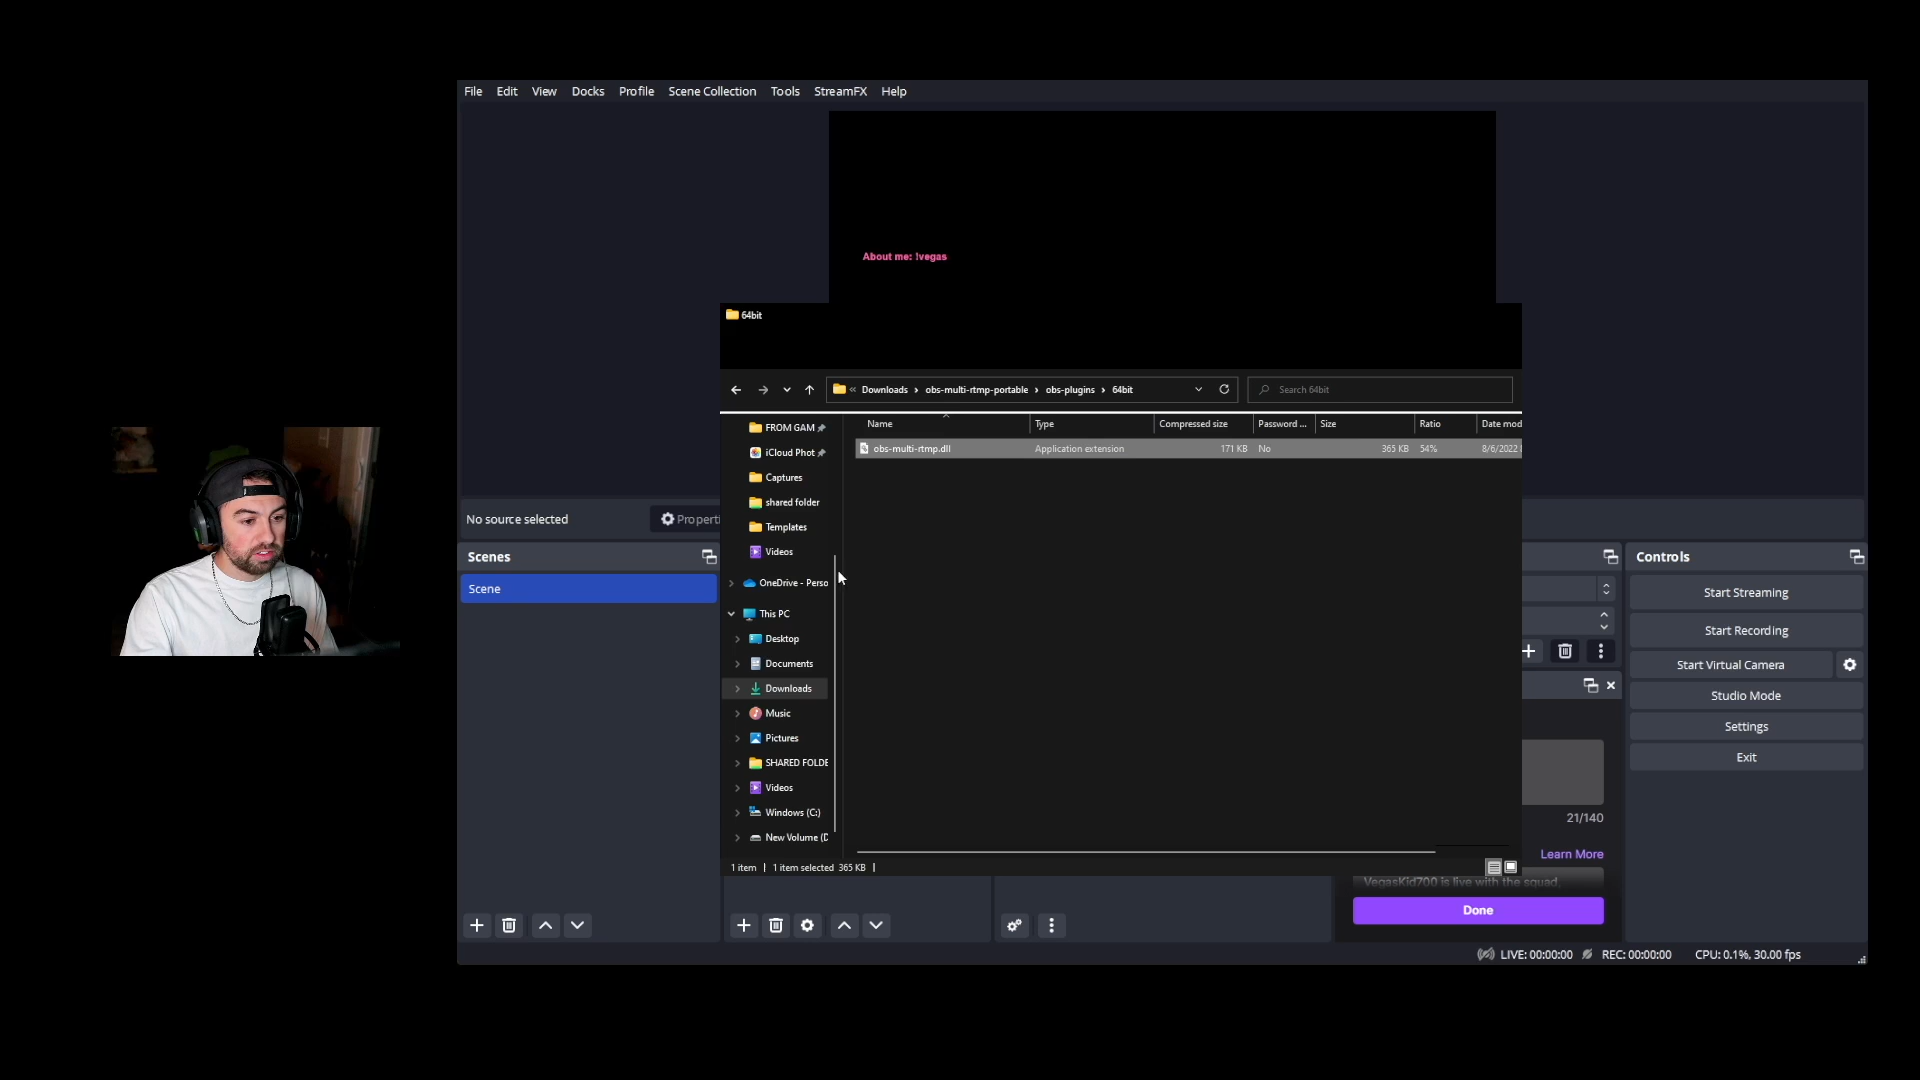 File Edit View Docks Profile Scene Collection Tools StreamFX Help
About me: !vegas
64bit
« Downloads › obs-multi-rtmp-portable › obs-plugins › 64bit
Search 64bit
Name Type Compressed size Password ... Size Ratio Date mod
obs-multi-rtmp.dll Application extension 171 KB No 365 KB 54% 8/6/2022
FROM GAM
iCloud Phot
Captures
shared folder
Templates
Videos
OneDrive - Perso
This PC
Desktop
Documents
Downloads
Music
Pictures
SHARED FOLDE
Videos
Windows (C:)
New Volume (D
1 item | 1 item selected 365 KB |
No source selected
Properti
Scenes
Scene
Controls
Start Streaming
Start Recording
Start Virtual Camera
Studio Mode
Settings
Exit
21/140
Learn More
VegasKid700 is live with the squad,
Done
LIVE: 00:00:00 REC: 00:00:00 CPU: 0.1%, 30.00 fps